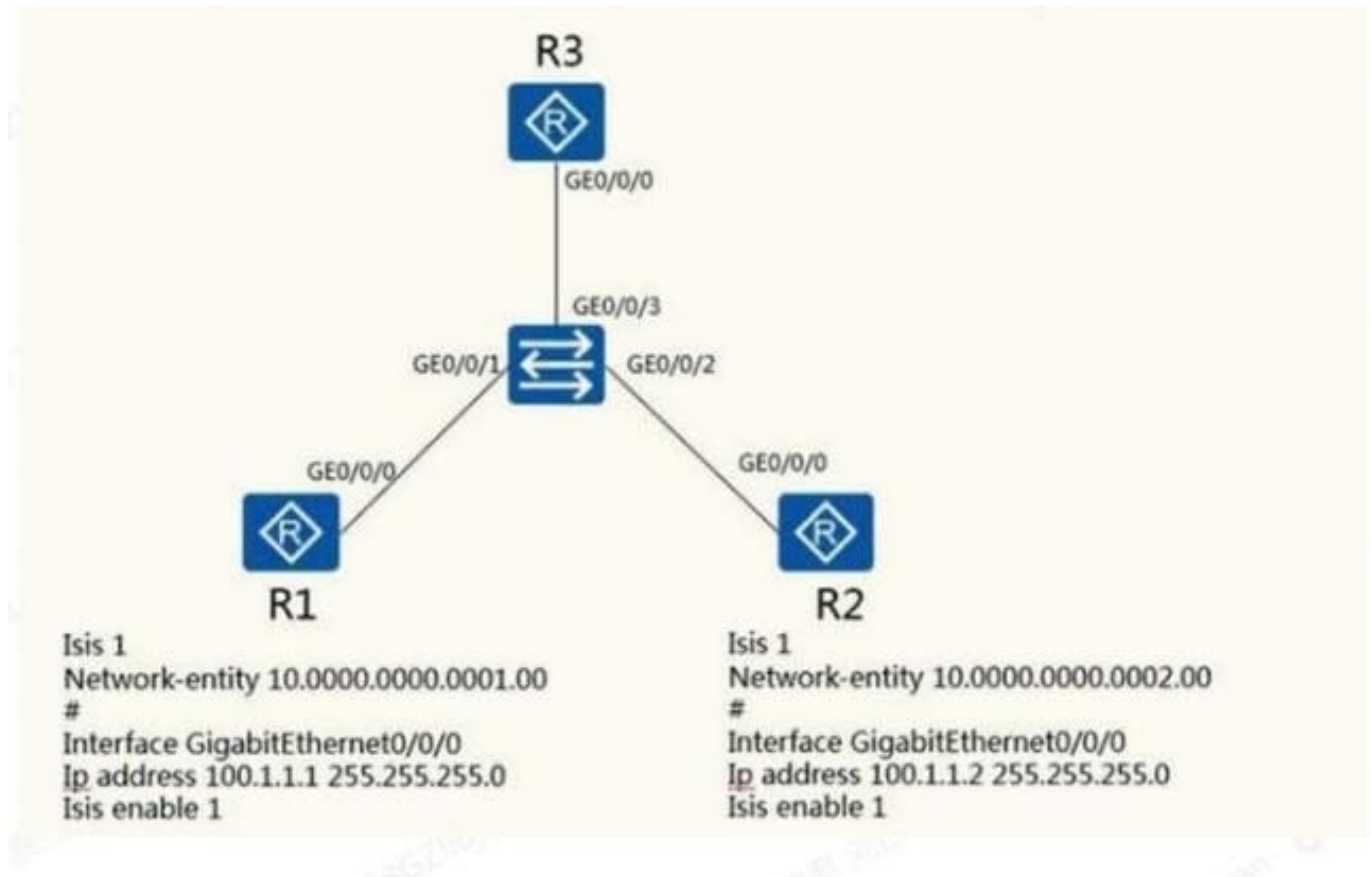 R3
R
GE0/0/0
GE0/0/3
GE0/0/1
GE0/0/2
GE0/0/0
GE0/0/0
R
R
R1
R2
Isis 1
Network-entity 10.0000.0000.0001.00
#
Interface GigabitEthernet0/0/0
Ip address 100.1.1.1 255.255.255.0
Isis enable 1
Isis 1
Network-entity 10.0000.0000.0002.00
#
Interface GigabitEthernet0/0/0
Ip address 100.1.1.2 255.255.255.0
Isis enable 1